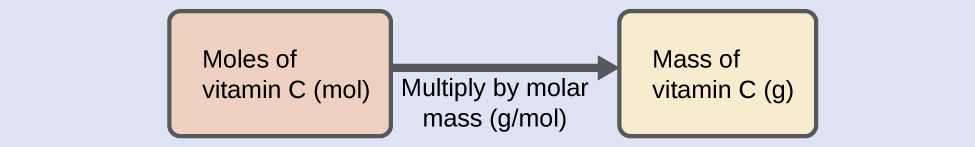 Moles of
vitamin C (mol)
Multiply by molar
mass (g/mol)
Mass of
vitamin C (g)